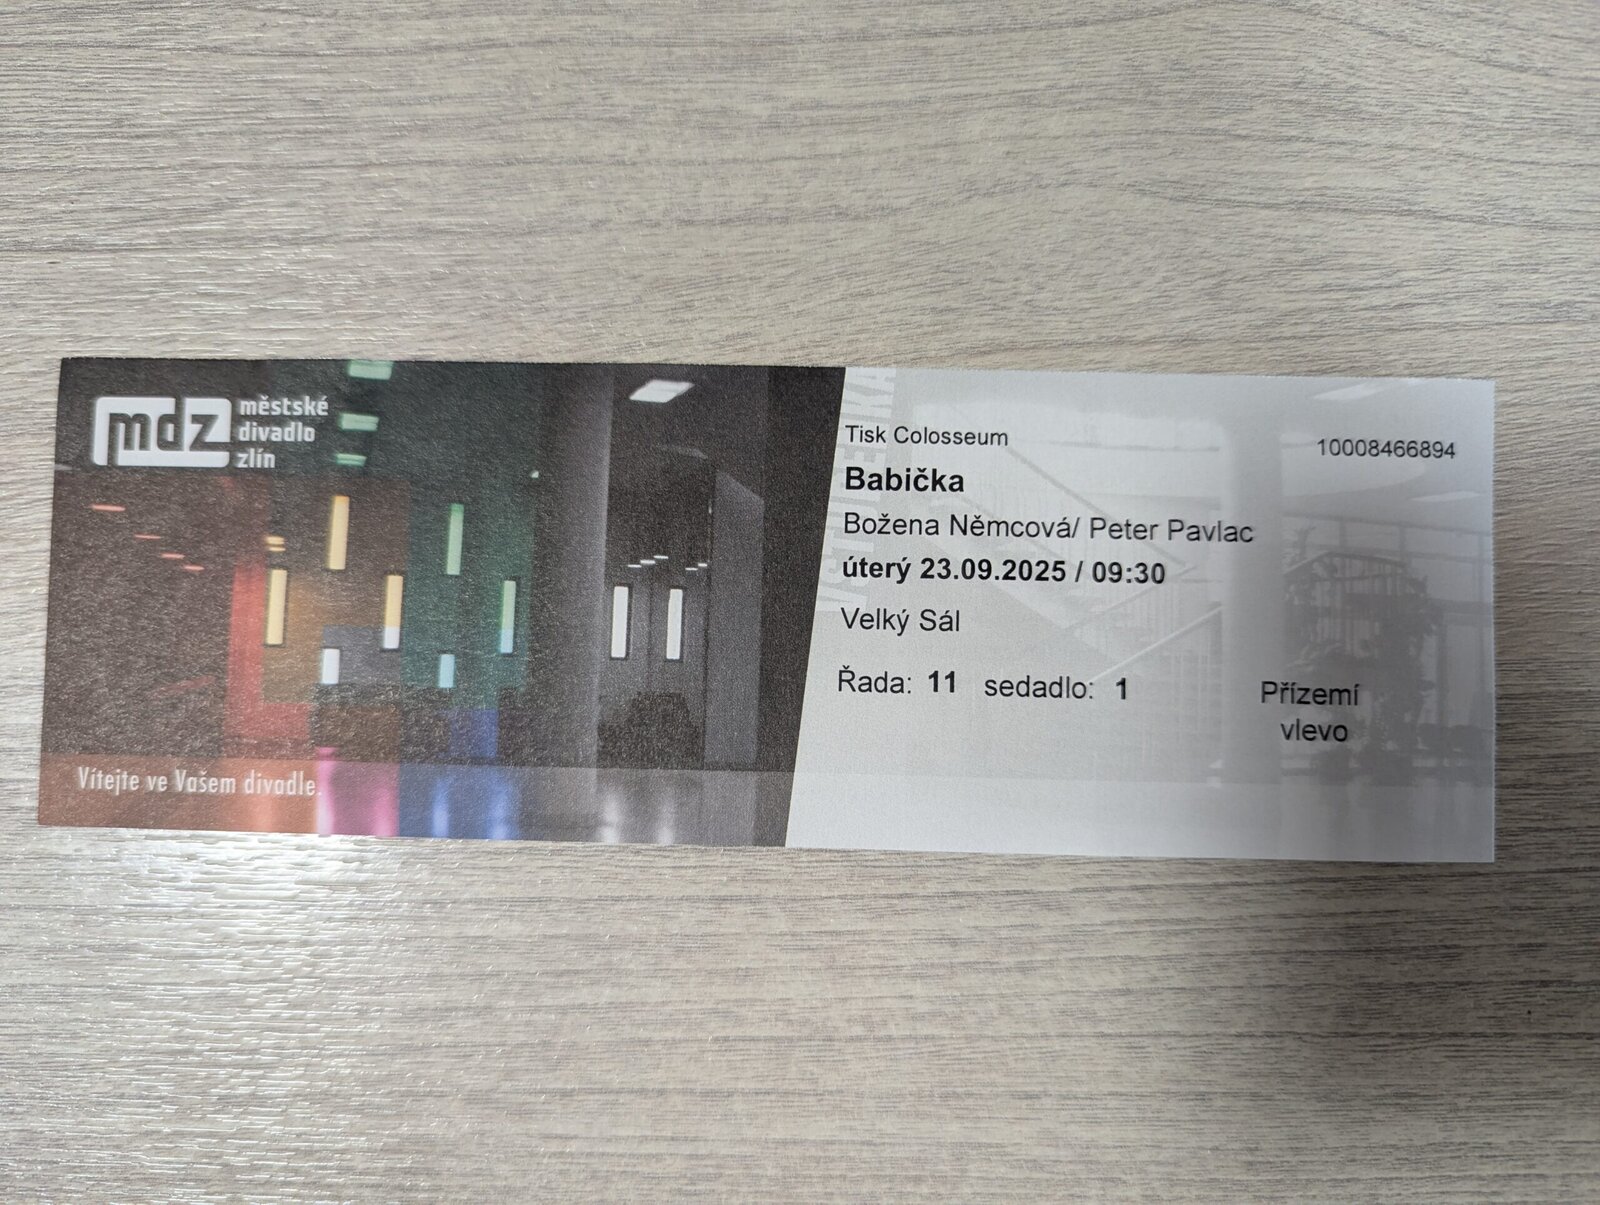 mdz
městské
divadlo
zlín
Vítejte ve Vašem divadle.
Tisk Colosseum
10008466894
Babička
Božena Němcová/ Peter Pavlac
úterý 23.09.2025 / 09:30
Velký Sál
Řada: 11 sedadlo: 1
Přízemí
vlevo